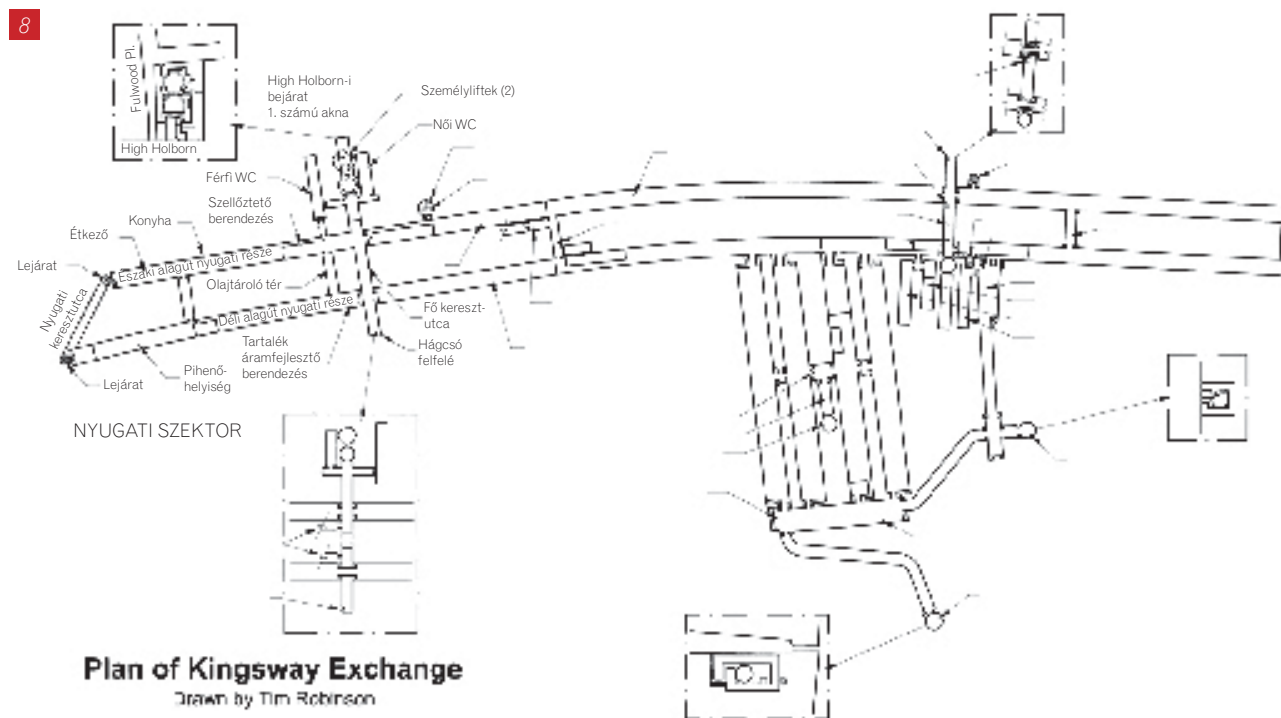 8
Fulwood Pl.
High Holborn
High Holborn-i
bejárat
1. számú akna
Személyliftek (2)
Női WC
Férfi WC
Szellőztető
berendezés
Konyha
Étkező
Lejárat
Északi alagút nyugati része
Nyugati
keresztutca
Olajtároló tér
Déli alagút nyugati része
Fő kereszt-
utca
Hágcsó
felfelé
Tartalék
áramfejlesztő
berendezés
Pihenő-
helyiség
Lejárat
NYUGATI SZEKTOR
Plan of Kingsway Exchange
Drawn by Tim Robinson